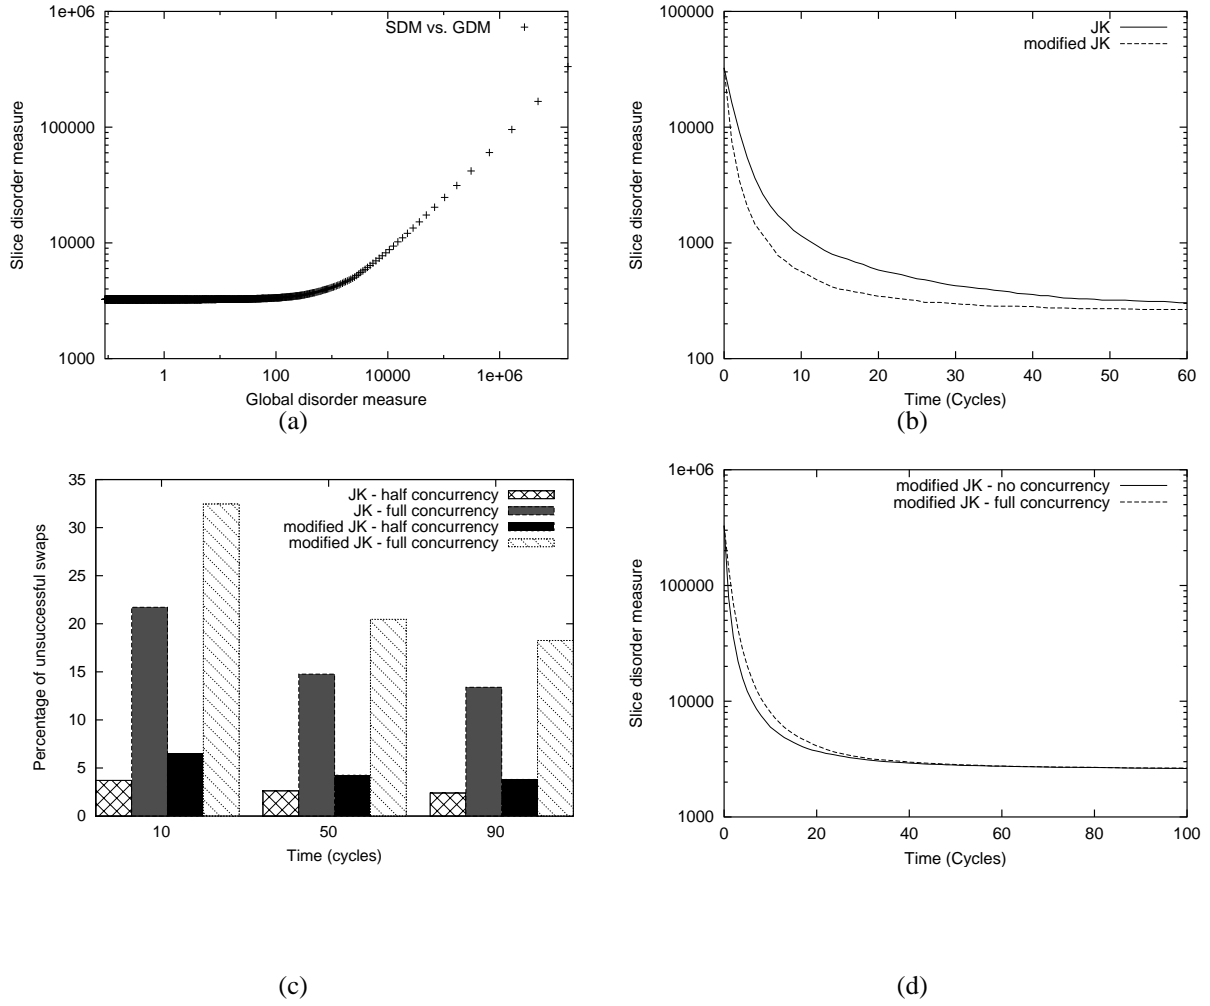 1e+06
100000
10000
1000
Slice disorder measure
SDM vs. GDM
1 100 10000 1e+06
Global disorder measure
(a)
100000
10000
1000
100
Slice disorder measure
JK
modified JK
0 10 20 30 40 50 60
Time (Cycles)
(b)
35
30
25
20
15
10
5
0
Percentage of unsuccessful swaps
JK - half concurrency
JK - full concurrency
modified JK - half concurrency
modified JK - full concurrency
10 50 90
Time (cycles)
(c)
1e+06
100000
10000
1000
Slice disorder measure
modified JK - no concurrency
modified JK - full concurrency
0 20 40 60 80 100
Time (Cycles)
(d)